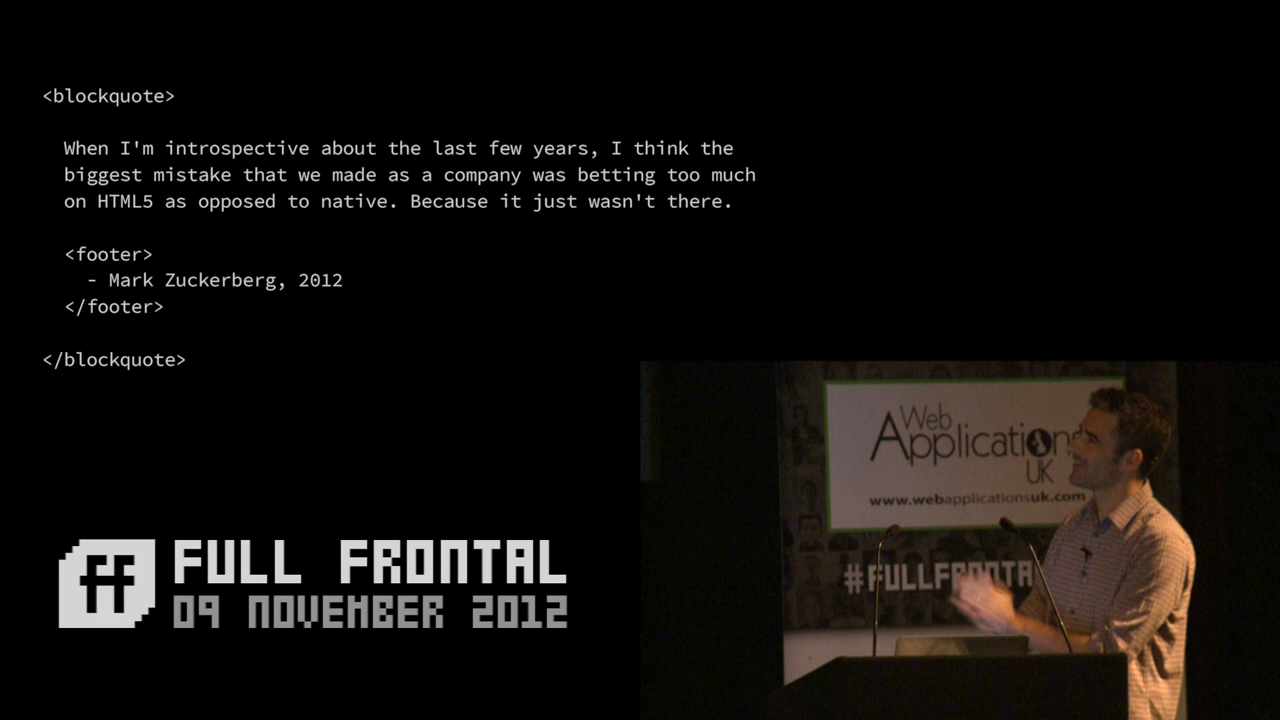 <blockquote>
When I'm introspective about the last few years, I think the
biggest mistake that we made as a company was betting too much
on HTML5 as opposed to native. Because it just wasn't there.
<footer>
- Mark Zuckerberg, 2012
</footer>
</blockquote>
ff FULL FRONTAL
09 NOVEMBER 2012
Web
Applications
UK
www.webapplicationsuk.com
#FULLFRONTA